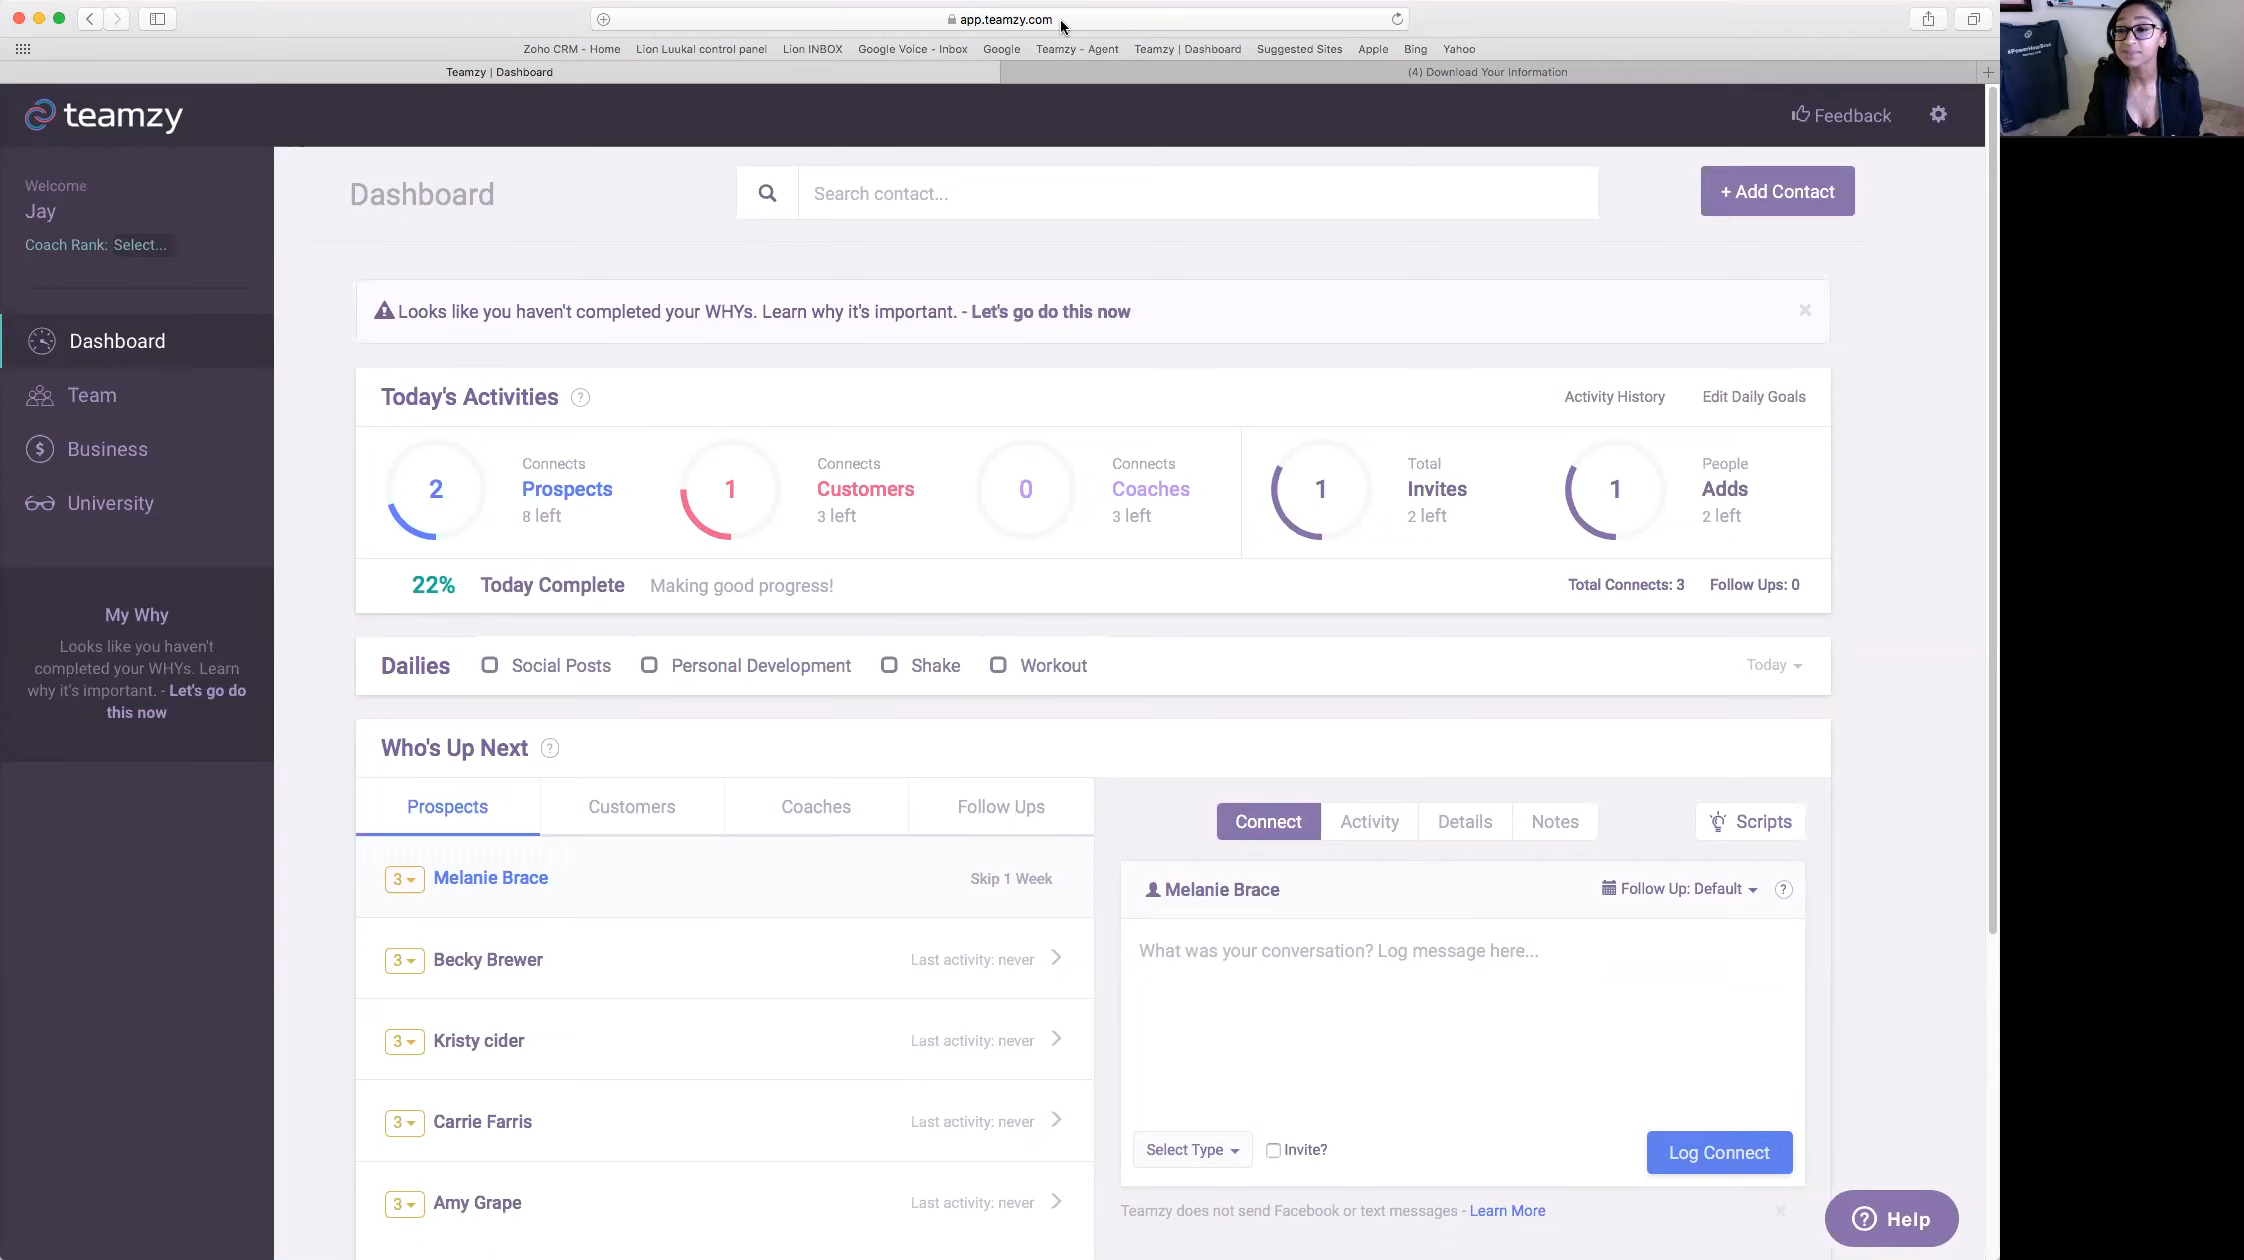 app.teamzy.com
Zoho CRM - Home Lion Luukal control panel Lion INBOX Google Voice - Inbox Google Teamzy - Agent Teamzy | Dashboard Suggested Sites Apple Bing Yahoo
Teamzy | Dashboard (4) Download Your Information
teamzy Feedback
Welcome
Jay
Coach Rank: Select...
Dashboard
Team
Business
University
My Why
Looks like you haven't
completed your WHYs. Learn
why it's important. - Let's go do
this now
Dashboard Search contact... + Add Contact
Looks like you haven't completed your WHYs. Learn why it's important. - Let's go do this now ×
Today's Activities ? Activity History Edit Daily Goals
2 Connects Prospects 8 left
1 Connects Customers 3 left
0 Connects Coaches 3 left
1 Total Invites 2 left
1 People Adds 2 left
22% Today Complete Making good progress! Total Connects: 3 Follow Ups: 0
Dailies Social Posts Personal Development Shake Workout Today
Who's Up Next ?
Prospects Customers Coaches Follow Ups
3 Melanie Brace Skip 1 Week
3 Becky Brewer Last activity: never
3 Kristy cider Last activity: never
3 Carrie Farris Last activity: never
3 Amy Grape Last activity: never
Connect Activity Details Notes Scripts
Melanie Brace Follow Up: Default ?
What was your conversation? Log message here...
Select Type Invite? Log Connect
Teamzy does not send Facebook or text messages - Learn More ×
? Help